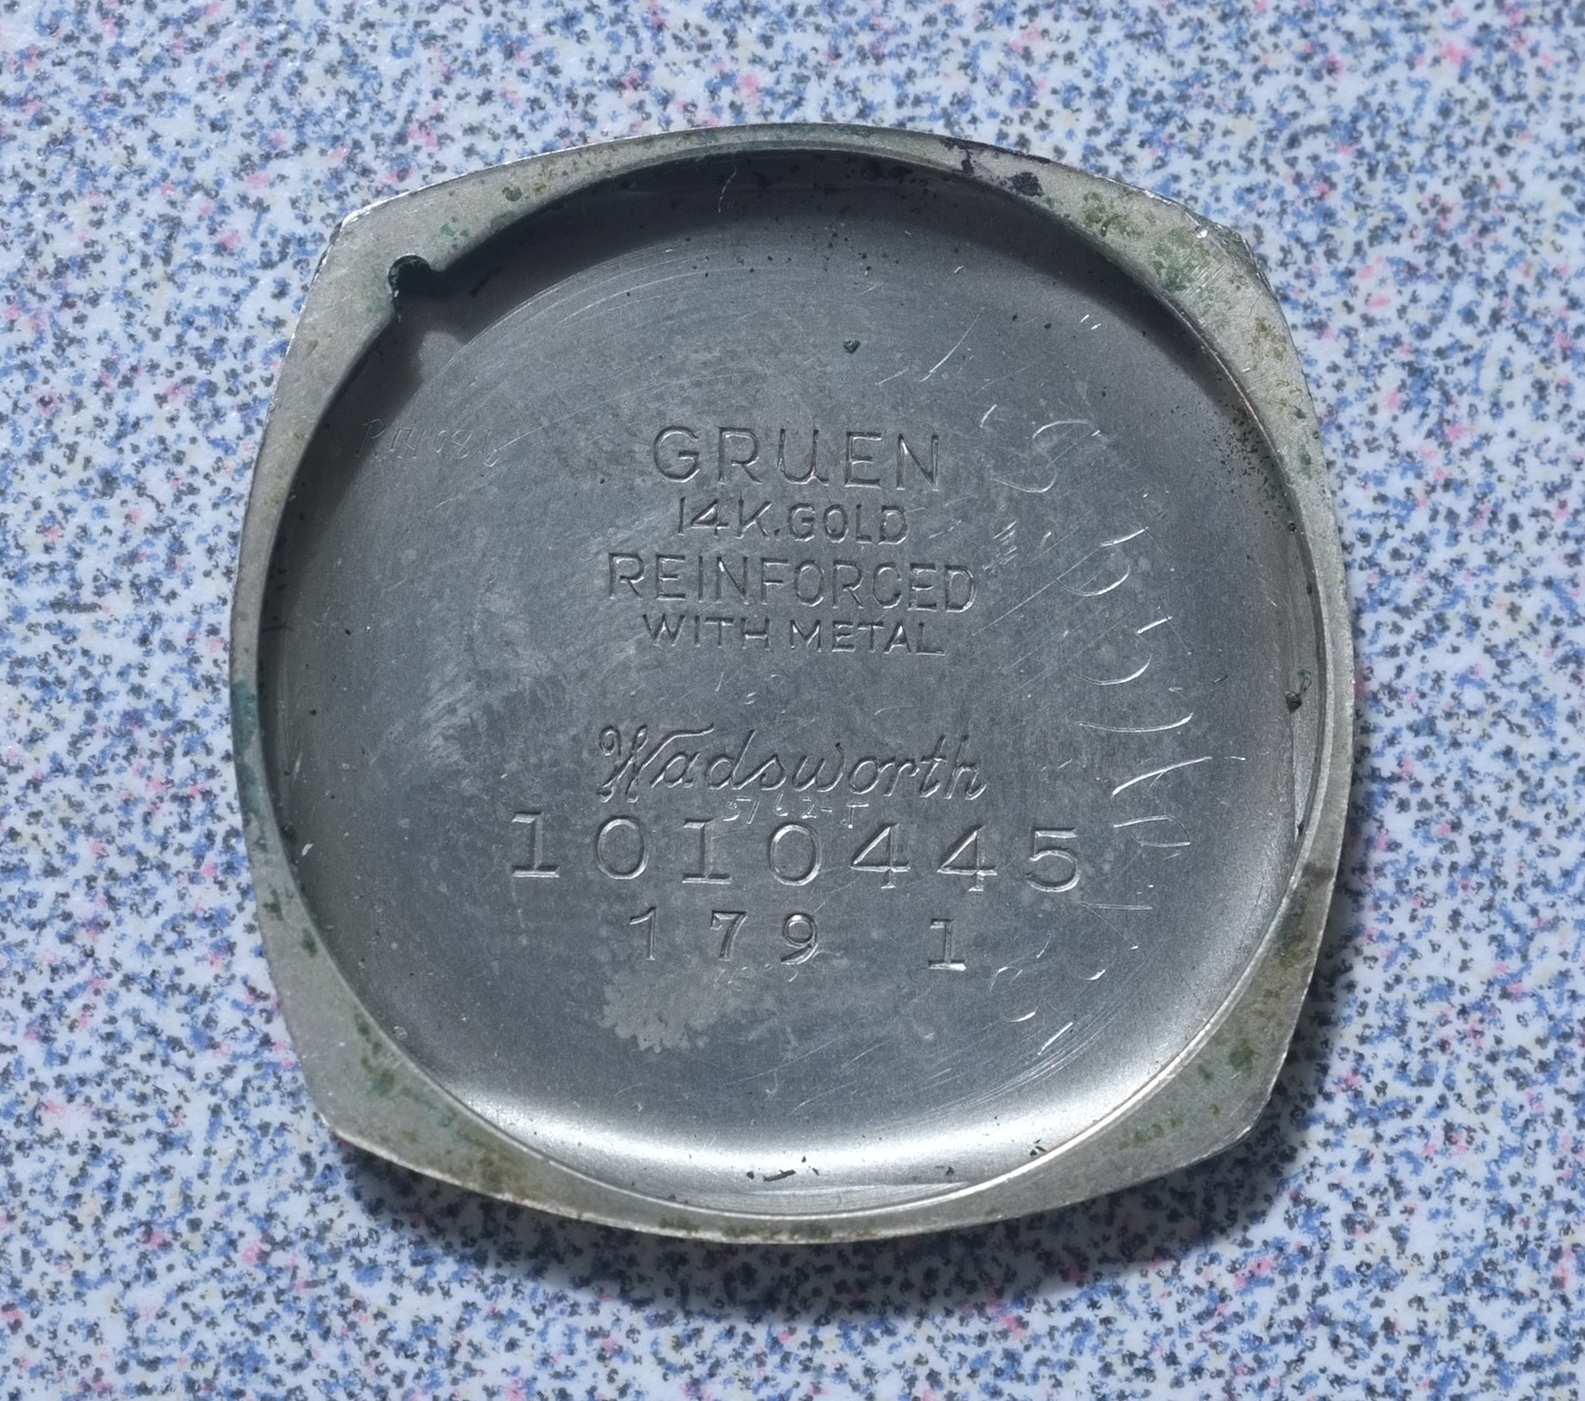 GRUEN
14K.GOLD
REINFORCED
WITH METAL
Wadsworth
1010445
179 1